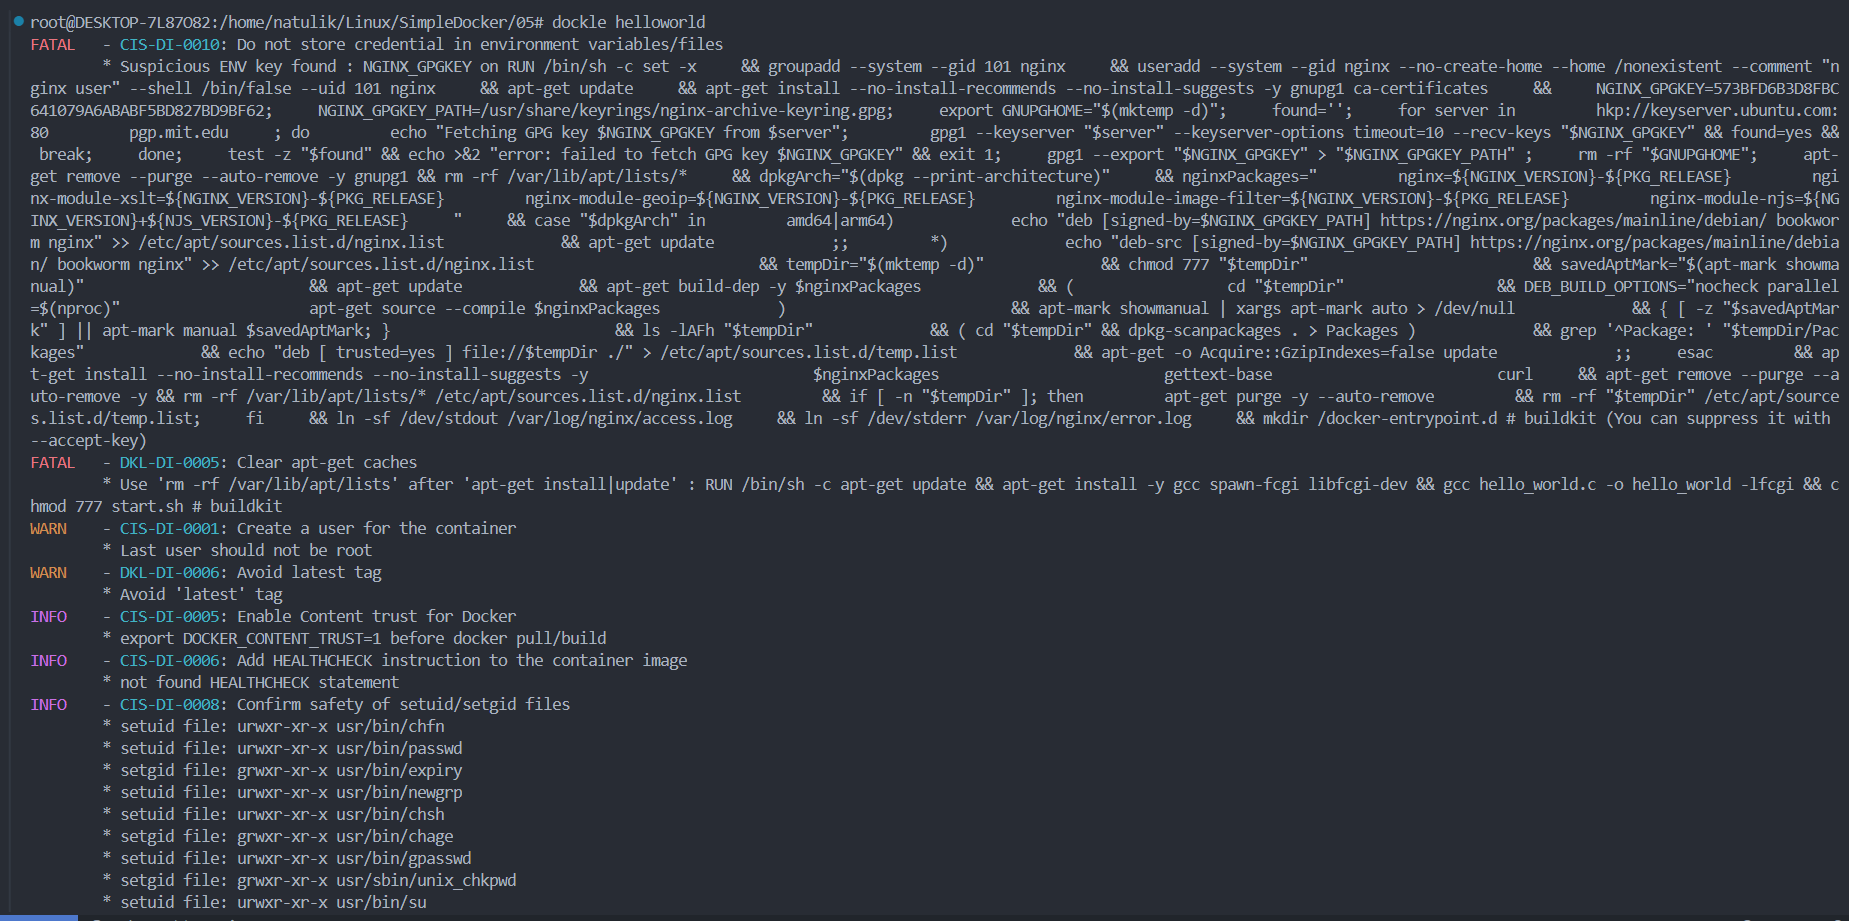 root@DESKTOP-7L87O82:/home/natulik/Linux/SimpleDocker/05# dockle helloworld
FATAL   - CIS-DI-0010: Do not store credential in environment variables/files
        * Suspicious ENV key found : NGINX_GPGKEY on RUN /bin/sh -c set -x     && groupadd --system --gid 101 nginx     && useradd --system --gid nginx --no-create-home --home /nonexistent --comment "n
ginx user" --shell /bin/false --uid 101 nginx     && apt-get update     && apt-get install --no-install-recommends --no-install-suggests -y gnupg1 ca-certificates     &&     NGINX_GPGKEY=573BFD6B3D8FBC
641079A6ABABF5BD827BD9BF62;     NGINX_GPGKEY_PATH=/usr/share/keyrings/nginx-archive-keyring.gpg;     export GNUPGHOME="$(mktemp -d)";     found='';     for server in         hkp://keyserver.ubuntu.com:
80         pgp.mit.edu     ; do         echo "Fetching GPG key $NGINX_GPGKEY from $server";         gpg1 --keyserver "$server" --keyserver-options timeout=10 --recv-keys "$NGINX_GPGKEY" && found=yes &&
 break;     done;     test -z "$found" && echo >&2 "error: failed to fetch GPG key $NGINX_GPGKEY" && exit 1;     gpg1 --export "$NGINX_GPGKEY" > "$NGINX_GPGKEY_PATH" ;     rm -rf "$GNUPGHOME";     apt-
get remove --purge --auto-remove -y gnupg1 && rm -rf /var/lib/apt/lists/*     && dpkgArch="$(dpkg --print-architecture)"     && nginxPackages="         nginx=${NGINX_VERSION}-${PKG_RELEASE}         ngi
nx-module-xslt=${NGINX_VERSION}-${PKG_RELEASE}         nginx-module-geoip=${NGINX_VERSION}-${PKG_RELEASE}         nginx-module-image-filter=${NGINX_VERSION}-${PKG_RELEASE}         nginx-module-njs=${NG
INX_VERSION}+${NJS_VERSION}-${PKG_RELEASE}     "     && case "$dpkgArch" in         amd64|arm64)             echo "deb [signed-by=$NGINX_GPGKEY_PATH] https://nginx.org/packages/mainline/debian/ bookwor
m nginx" >> /etc/apt/sources.list.d/nginx.list             && apt-get update             ;;         *)             echo "deb-src [signed-by=$NGINX_GPGKEY_PATH] https://nginx.org/packages/mainline/debia
n/ bookworm nginx" >> /etc/apt/sources.list.d/nginx.list                         && tempDir="$(mktemp -d)"             && chmod 777 "$tempDir"                         && savedAptMark="$(apt-mark showma
nual)"                         && apt-get update             && apt-get build-dep -y $nginxPackages             && (                 cd "$tempDir"                 && DEB_BUILD_OPTIONS="nocheck parallel
=$(nproc)"                     apt-get source --compile $nginxPackages             )                         && apt-mark showmanual | xargs apt-mark auto > /dev/null             && { [ -z "$savedAptMar
k" ] || apt-mark manual $savedAptMark; }                         && ls -lAFh "$tempDir"             && ( cd "$tempDir" && dpkg-scanpackages . > Packages )             && grep '^Package: ' "$tempDir/Pac
kages"             && echo "deb [ trusted=yes ] file://$tempDir ./" > /etc/apt/sources.list.d/temp.list             && apt-get -o Acquire::GzipIndexes=false update             ;;     esac         && ap
t-get install --no-install-recommends --no-install-suggests -y                         $nginxPackages                         gettext-base                         curl     && apt-get remove --purge --a
uto-remove -y && rm -rf /var/lib/apt/lists/* /etc/apt/sources.list.d/nginx.list         && if [ -n "$tempDir" ]; then         apt-get purge -y --auto-remove         && rm -rf "$tempDir" /etc/apt/source
s.list.d/temp.list;     fi     && ln -sf /dev/stdout /var/log/nginx/access.log     && ln -sf /dev/stderr /var/log/nginx/error.log     && mkdir /docker-entrypoint.d # buildkit (You can suppress it with
--accept-key)
FATAL   - DKL-DI-0005: Clear apt-get caches
        * Use 'rm -rf /var/lib/apt/lists' after 'apt-get install|update' : RUN /bin/sh -c apt-get update && apt-get install -y gcc spawn-fcgi libfcgi-dev && gcc hello_world.c -o hello_world -lfcgi && c
hmod 777 start.sh # buildkit
WARN    - CIS-DI-0001: Create a user for the container
        * Last user should not be root
WARN    - DKL-DI-0006: Avoid latest tag
        * Avoid 'latest' tag
INFO    - CIS-DI-0005: Enable Content trust for Docker
        * export DOCKER_CONTENT_TRUST=1 before docker pull/build
INFO    - CIS-DI-0006: Add HEALTHCHECK instruction to the container image
        * not found HEALTHCHECK statement
INFO    - CIS-DI-0008: Confirm safety of setuid/setgid files
        * setuid file: urwxr-xr-x usr/bin/chfn
        * setuid file: urwxr-xr-x usr/bin/passwd
        * setgid file: grwxr-xr-x usr/bin/expiry
        * setuid file: urwxr-xr-x usr/bin/newgrp
        * setuid file: urwxr-xr-x usr/bin/chsh
        * setgid file: grwxr-xr-x usr/bin/chage
        * setuid file: urwxr-xr-x usr/bin/gpasswd
        * setgid file: grwxr-xr-x usr/sbin/unix_chkpwd
        * setuid file: urwxr-xr-x usr/bin/su